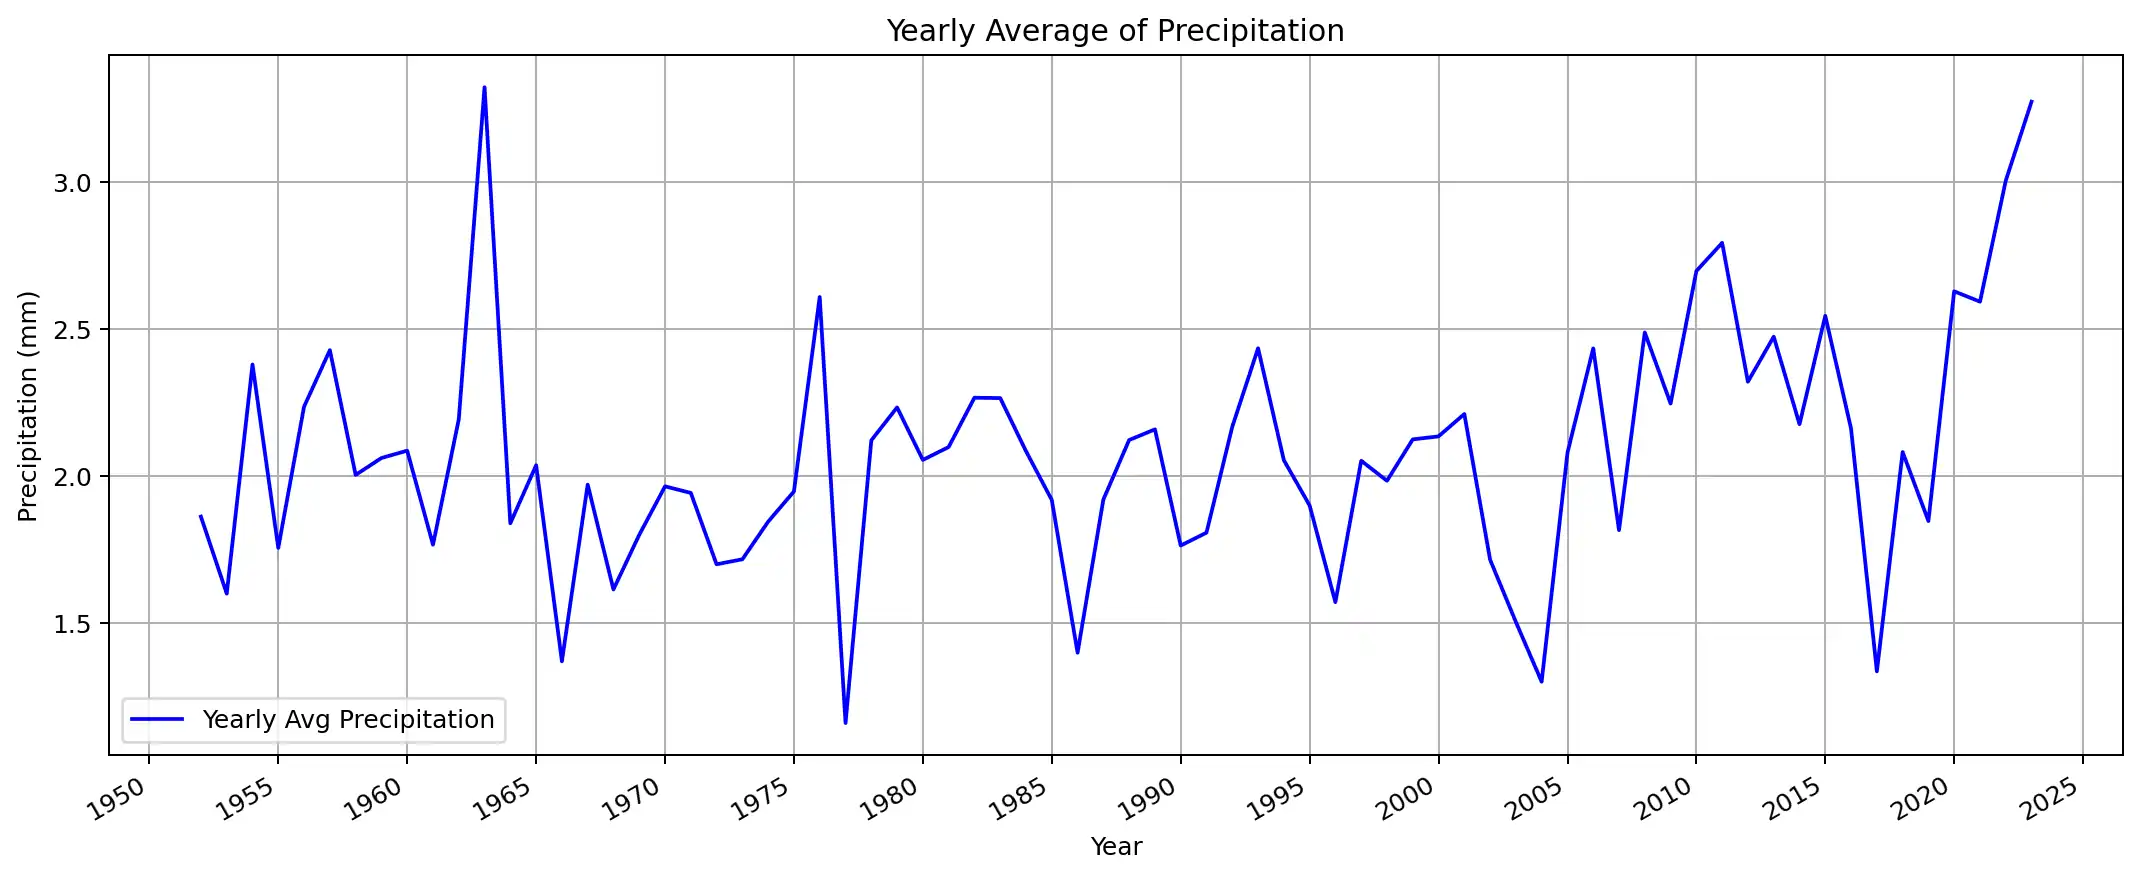 Yearly Average of Precipitation
Precipitation (mm)
3.0
2.5
2.0
1.5
Yearly Avg Precipitation
1950 1955 1960 1965 1970 1975 1980 1985 1990 1995 2000 2005 2010 2015 2020 2025
Year